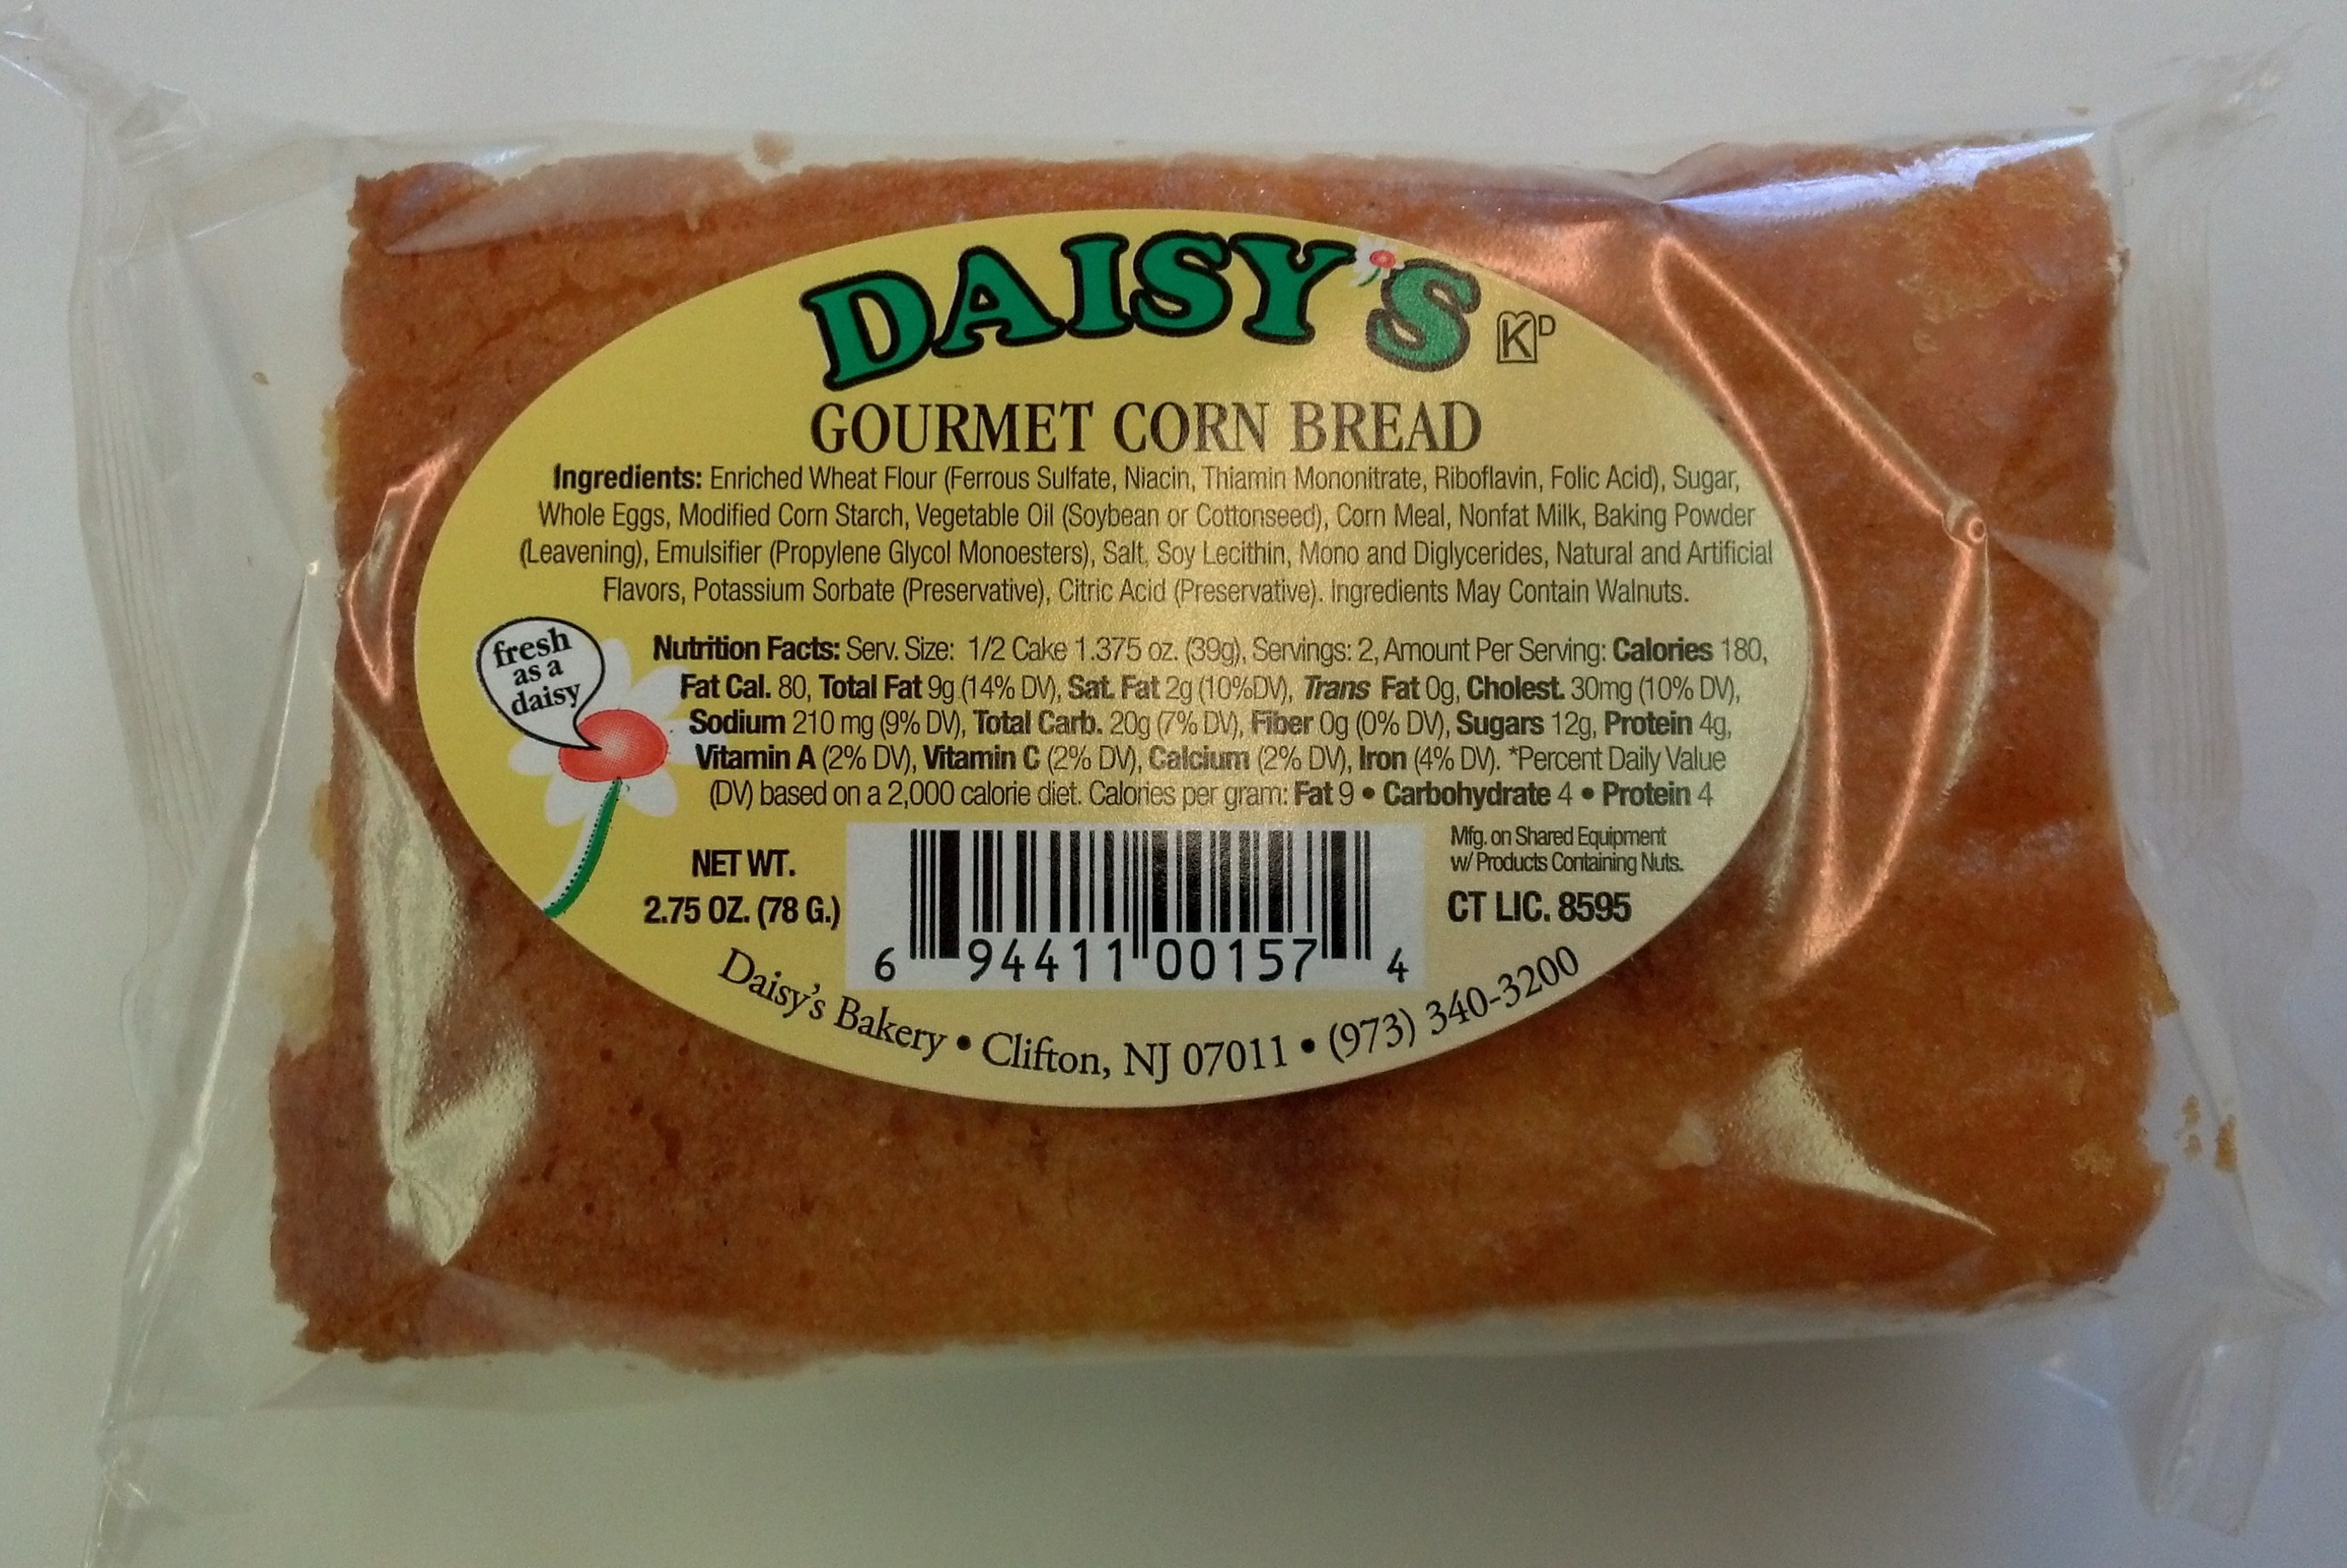 DAISY'S
K D
GOURMET CORN BREAD
Ingredients: Enriched Wheat Flour (Ferrous Sulfate, Niacin, Thiamin Mononitrate, Riboflavin, Folic Acid), Sugar,
Whole Eggs, Modified Corn Starch, Vegetable Oil (Soybean or Cottonseed), Corn Meal, Nonfat Milk, Baking Powder
(Leavening), Emulsifier (Propylene Glycol Monoesters), Salt, Soy Lecithin, Mono and Diglycerides, Natural and Artificial
Flavors, Potassium Sorbate (Preservative), Citric Acid (Preservative). Ingredients May Contain Walnuts.
fresh
as a
daisy
Nutrition Facts: Serv. Size: 1/2 Cake 1.375 oz. (39g), Servings: 2, Amount Per Serving: Calories 180,
Fat Cal. 80, Total Fat 9g (14% DV), Sat. Fat 2g (10%DV), Trans Fat 0g, Cholest. 30mg (10% DV),
Sodium 210 mg (9% DV), Total Carb. 20g (7% DV), Fiber 0g (0% DV), Sugars 12g, Protein 4g,
Vitamin A (2% DV), Vitamin C (2% DV), Calcium (2% DV), Iron (4% DV). *Percent Daily Value
(DV) based on a 2,000 calorie diet. Calories per gram: Fat 9 • Carbohydrate 4 • Protein 4
NET WT.
2.75 OZ. (78 G.)
6 94411 00157 4
Mfg. on Shared Equipment
w/ Products Containing Nuts.
CT LIC. 8595
Daisy's Bakery • Clifton, NJ 07011 • (973) 340-3200